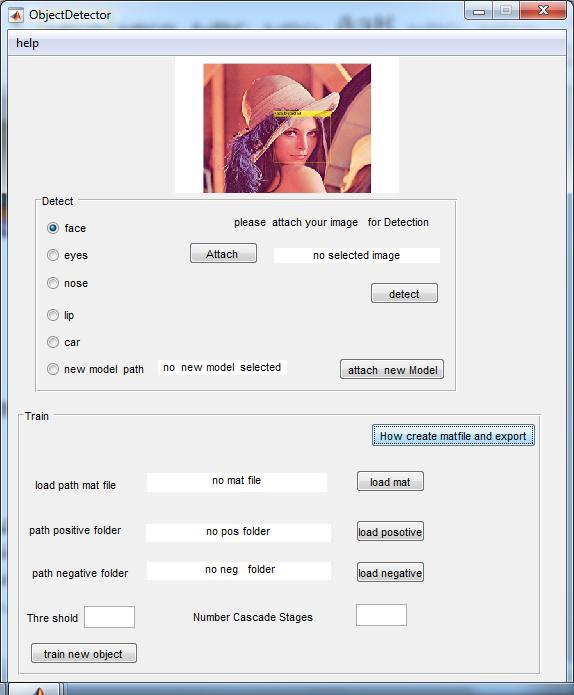 ObjectDetector
help
Detect
face
please attach your image for Detection
eyes
Attach
no selected image
nose
detect
lip
car
new model path
no new model selected
attach new Model
Train
How create matfile and export
load path mat file
no mat file
load mat
path positive folder
no pos folder
load posotive
path negative folder
no neg folder
load negative
Thre shold
Number Cascade Stages
train new object